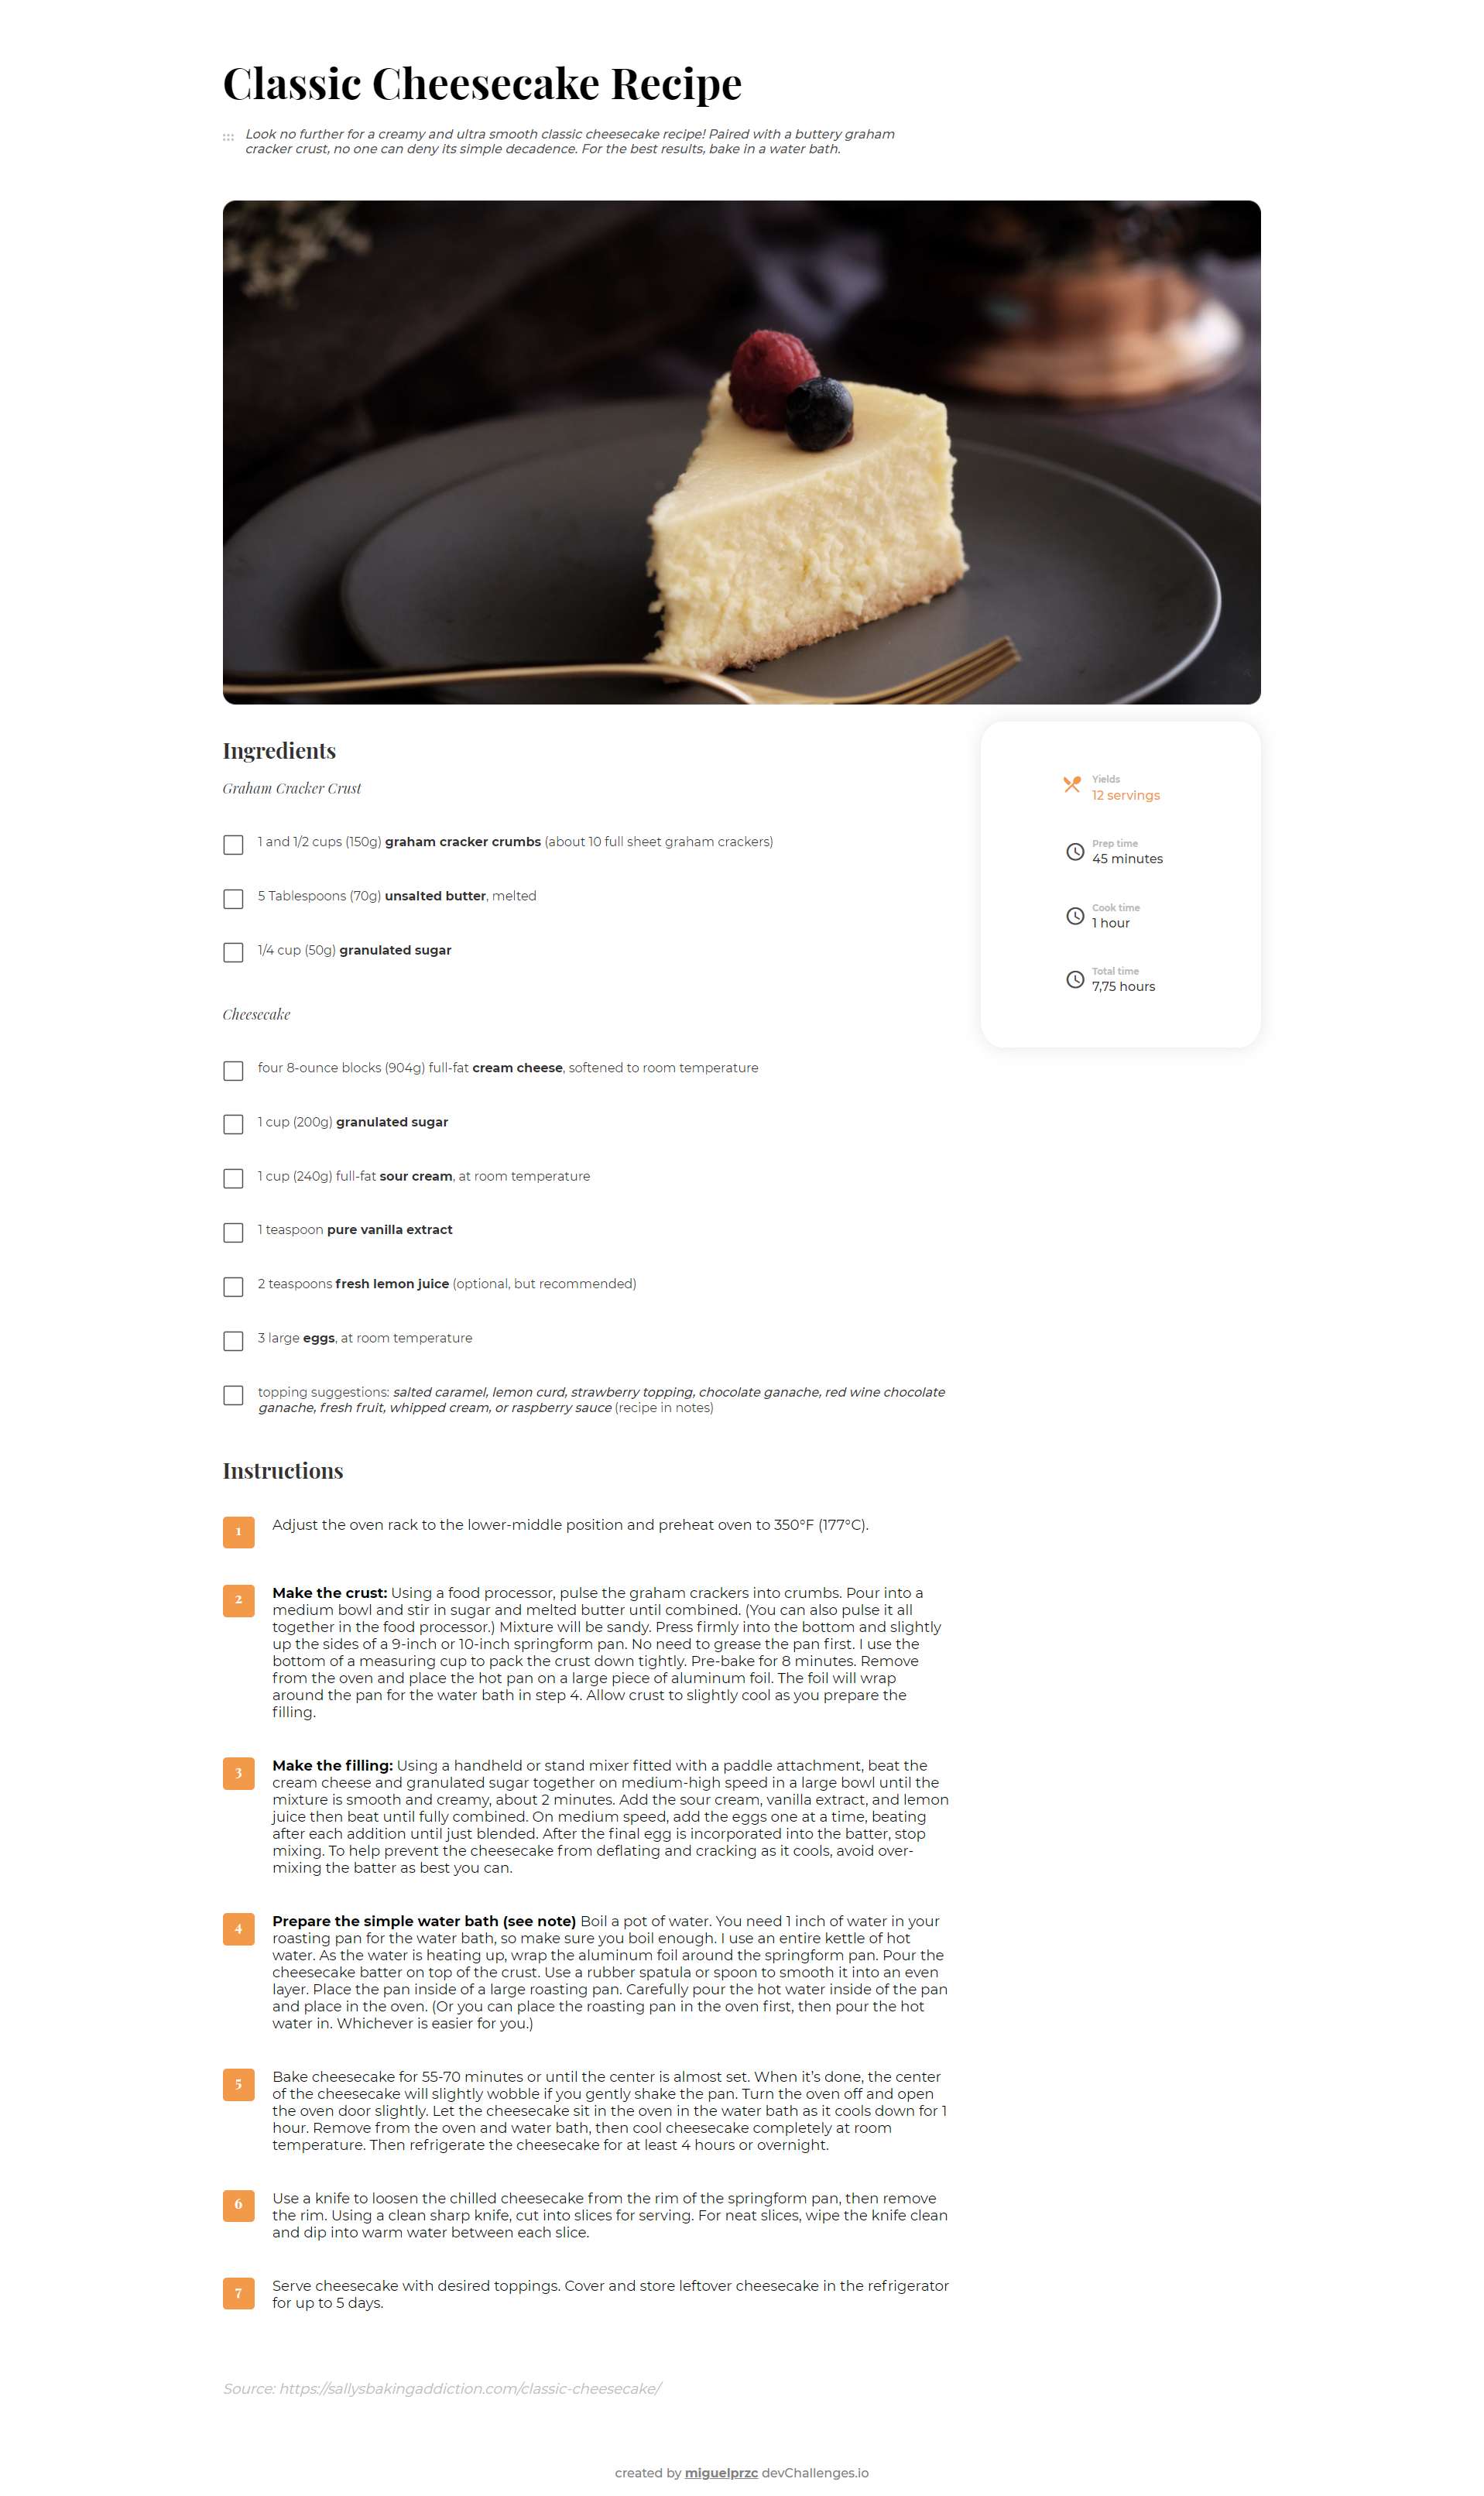 Classic Cheesecake Recipe
Look no further for a creamy and ultra smooth classic cheesecake recipe! Paired with a buttery graham
cracker crust, no one can deny its simple decadence. For the best results, bake in a water bath.
Ingredients
Graham Cracker Crust
1 and 1/2 cups (150g) graham cracker crumbs (about 10 full sheet graham crackers)
5 Tablespoons (70g) unsalted butter, melted
1/4 cup (50g) granulated sugar
Cheesecake
four 8-ounce blocks (904g) full-fat cream cheese, softened to room temperature
1 cup (200g) granulated sugar
1 cup (240g) full-fat sour cream, at room temperature
1 teaspoon pure vanilla extract
2 teaspoons fresh lemon juice (optional, but recommended)
3 large eggs, at room temperature
topping suggestions: salted caramel, lemon curd, strawberry topping, chocolate ganache, red wine chocolate
ganache, fresh fruit, whipped cream, or raspberry sauce (recipe in notes)
Yields
12 servings
Prep time
45 minutes
Cook time
1 hour
Total time
7,75 hours
Instructions
1 Adjust the oven rack to the lower-middle position and preheat oven to 350°F (177°C).
2 Make the crust: Using a food processor, pulse the graham crackers into crumbs. Pour into a
medium bowl and stir in sugar and melted butter until combined. (You can also pulse it all
together in the food processor.) Mixture will be sandy. Press firmly into the bottom and slightly
up the sides of a 9-inch or 10-inch springform pan. No need to grease the pan first. I use the
bottom of a measuring cup to pack the crust down tightly. Pre-bake for 8 minutes. Remove
from the oven and place the hot pan on a large piece of aluminum foil. The foil will wrap
around the pan for the water bath in step 4. Allow crust to slightly cool as you prepare the
filling.
3 Make the filling: Using a handheld or stand mixer fitted with a paddle attachment, beat the
cream cheese and granulated sugar together on medium-high speed in a large bowl until the
mixture is smooth and creamy, about 2 minutes. Add the sour cream, vanilla extract, and lemon
juice then beat until fully combined. On medium speed, add the eggs one at a time, beating
after each addition until just blended. After the final egg is incorporated into the batter, stop
mixing. To help prevent the cheesecake from deflating and cracking as it cools, avoid over-
mixing the batter as best you can.
4 Prepare the simple water bath (see note) Boil a pot of water. You need 1 inch of water in your
roasting pan for the water bath, so make sure you boil enough. I use an entire kettle of hot
water. As the water is heating up, wrap the aluminum foil around the springform pan. Pour the
cheesecake batter on top of the crust. Use a rubber spatula or spoon to smooth it into an even
layer. Place the pan inside of a large roasting pan. Carefully pour the hot water inside of the pan
and place in the oven. (Or you can place the roasting pan in the oven first, then pour the hot
water in. Whichever is easier for you.)
5 Bake cheesecake for 55-70 minutes or until the center is almost set. When it's done, the center
of the cheesecake will slightly wobble if you gently shake the pan. Turn the oven off and open
the oven door slightly. Let the cheesecake sit in the oven in the water bath as it cools down for 1
hour. Remove from the oven and water bath, then cool cheesecake completely at room
temperature. Then refrigerate the cheesecake for at least 4 hours or overnight.
6 Use a knife to loosen the chilled cheesecake from the rim of the springform pan, then remove
the rim. Using a clean sharp knife, cut into slices for serving. For neat slices, wipe the knife clean
and dip into warm water between each slice.
7 Serve cheesecake with desired toppings. Cover and store leftover cheesecake in the refrigerator
for up to 5 days.
Source: https://sallysbakingaddiction.com/classic-cheesecake/
created by miguelprzc devChallenges.io